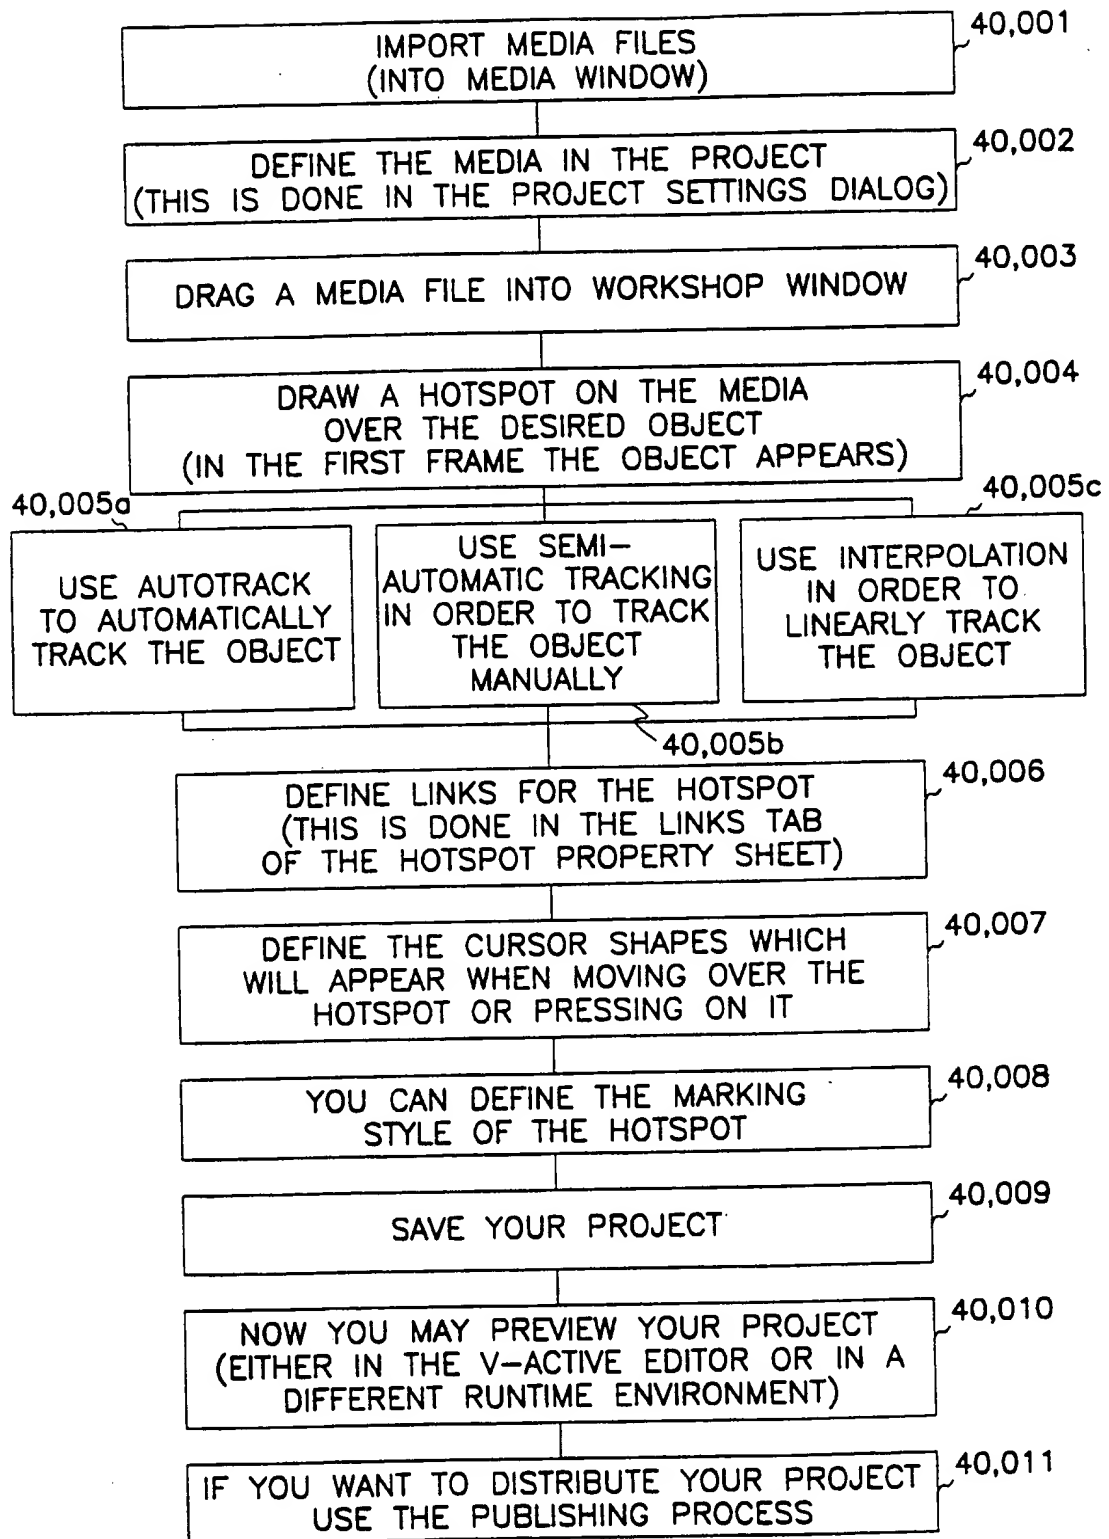 IMPORT MEDIA FILES
(INTO MEDIA WINDOW)
40,001
DEFINE THE MEDIA IN THE PROJECT
(THIS IS DONE IN THE PROJECT SETTINGS DIALOG)
40,002
DRAG A MEDIA FILE INTO WORKSHOP WINDOW
40,003
DRAW A HOTSPOT ON THE MEDIA
OVER THE DESIRED OBJECT
(IN THE FIRST FRAME THE OBJECT APPEARS)
40,004
40,005a
USE AUTOTRACK
TO AUTOMATICALLY
TRACK THE OBJECT
USE SEMI-
AUTOMATIC TRACKING
IN ORDER TO TRACK
THE OBJECT
MANUALLY
40,005b
40,005c
USE INTERPOLATION
IN ORDER TO
LINEARLY TRACK
THE OBJECT
DEFINE LINKS FOR THE HOTSPOT
(THIS IS DONE IN THE LINKS TAB
OF THE HOTSPOT PROPERTY SHEET)
40,006
DEFINE THE CURSOR SHAPES WHICH
WILL APPEAR WHEN MOVING OVER THE
HOTSPOT OR PRESSING ON IT
40,007
YOU CAN DEFINE THE MARKING
STYLE OF THE HOTSPOT
40,008
SAVE YOUR PROJECT
40,009
NOW YOU MAY PREVIEW YOUR PROJECT
(EITHER IN THE V-ACTIVE EDITOR OR IN A
DIFFERENT RUNTIME ENVIRONMENT)
40,010
IF YOU WANT TO DISTRIBUTE YOUR PROJECT
USE THE PUBLISHING PROCESS
40,011